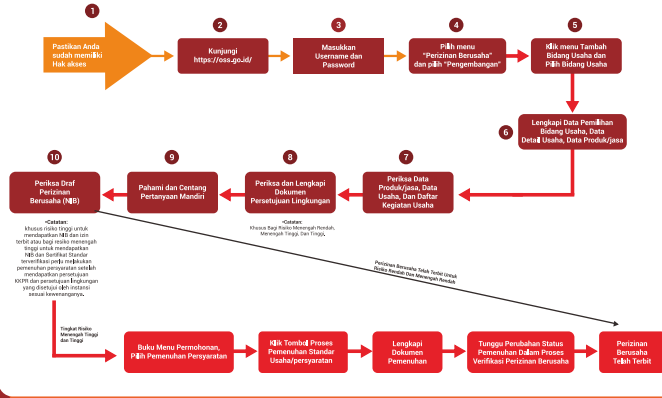 1
Pastikan Anda
sudah memiliki
Hak akses
2
Kunjungi
https://oss.go.id/
3
Masukkan
Username dan
Password
4
Pilih menu
"Perizinan Berusaha"
dan pilih "Pengembangan"
5
Klik menu Tambah
Bidang Usaha dan
Pilih Bidang Usaha
6
Lengkapi Data Pemilihan
Bidang Usaha, Data
Detail Usaha, Data Produk/jasa
7
Periksa Data
Produk/jasa, Data
Usaha, Dan Daftar
Kegiatan Usaha
8
Periksa dan Lengkapi
Dokumen
Persetujuan Lingkungan
•Catatan:
Khusus Bagi Risiko Menengah Rendah,
Menengah Tinggi, Dan Tinggi,
9
Pahami dan Centang
Pertanyaan Mandiri
10
Periksa Draf
Perizinan
Berusaha (NIB)
•Catatan:
khusus risiko tinggi untuk
mendapatkan NIB dan izin
terbit atau bagi resiko menengah
tinggi untuk mendapatkan
NIB dan Sertifikat Standar
terverifikasi perlu melakukan
pemenuhan persyaratan setelah
mendapatkan persetujuan
KKPR dan persetujuan lingkungan
yang disetujui oleh instansi
sesuai kewenanganya.
Perizinan Berusaha Telah Terbit Untuk
Risiko Rendah Dan Menengah Rendah
Tingkat Risiko
Menengah Tinggi
dan Tinggi
Buku Menu Permohonan,
Pilih Pemenuhan Persyaratan
Klik Tombol Proses
Pemenuhan Standar
Usaha/persyaratan
Lengkapi
Dokumen
Pemenuhan
Tunggu Perubahan Status
Pemenuhan Dalam Proses
Verifikasi Perizinan Berusaha
Perizinan
Berusaha
Telah Terbit